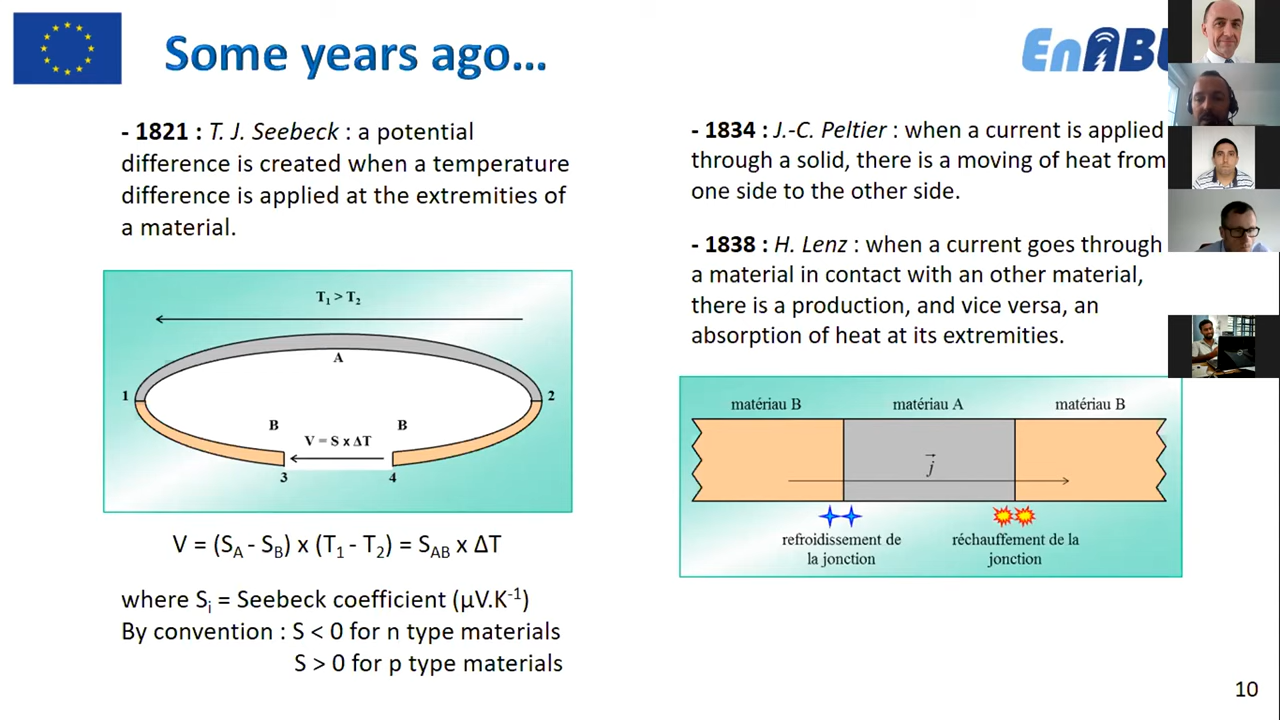 Some years ago...
EnAB
- 1821 : T. J. Seebeck : a potential
difference is created when a temperature
difference is applied at the extremities of
a material.
T1 > T2
A
1
2
B
B
V = S x ΔT
3
4
V = (SA - SB) x (T1 - T2) = SAB x ΔT
where Si = Seebeck coefficient (µV.K-1)
By convention : S < 0 for n type materials
S > 0 for p type materials
- 1834 : J.-C. Peltier : when a current is applied
through a solid, there is a moving of heat from
one side to the other side.
- 1838 : H. Lenz : when a current goes through
a material in contact with an other material,
there is a production, and vice versa, an
absorption of heat at its extremities.
matériau B
matériau A
matériau B
j
refroidissement de
la jonction
réchauffement de la
jonction
10